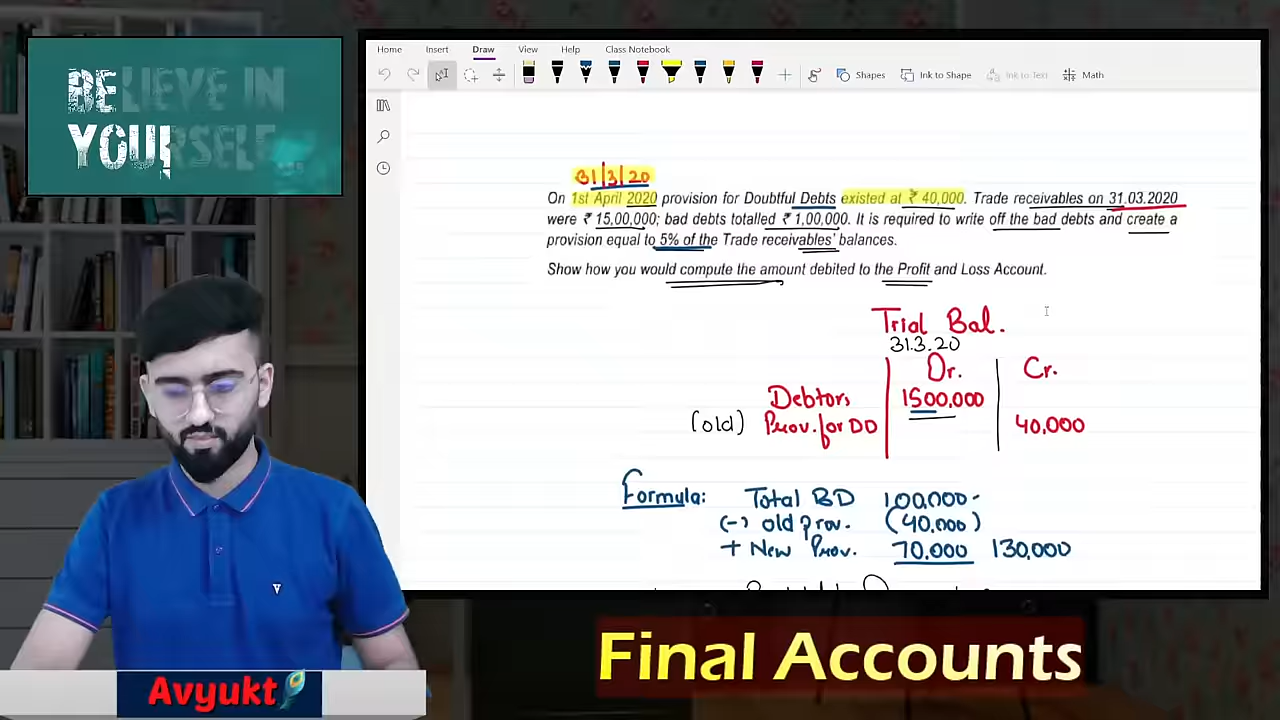 BELIEVE IN
YOURSELF...
Home Insert Draw View Help Class Notebook
Shapes Ink to Shape Ink to Text Math
31/3/20
On 1st April 2020 provision for Doubtful Debts existed at ₹ 40,000. Trade receivables on 31.03.2020
were ₹ 15,00,000; bad debts totalled ₹ 1,00,000. It is required to write off the bad debts and create a
provision equal to 5% of the Trade receivables' balances.
Show how you would compute the amount debited to the Profit and Loss Account.
Trial Bal.
31.3.20
Dr. Cr.
Debtors 1500,000
(old) Prov. for DD 40,000
Formula: Total BD 100,000
(-) old prov. (40,000)
+ New Prov. 70,000 130,000
Final Accounts
Avyukt